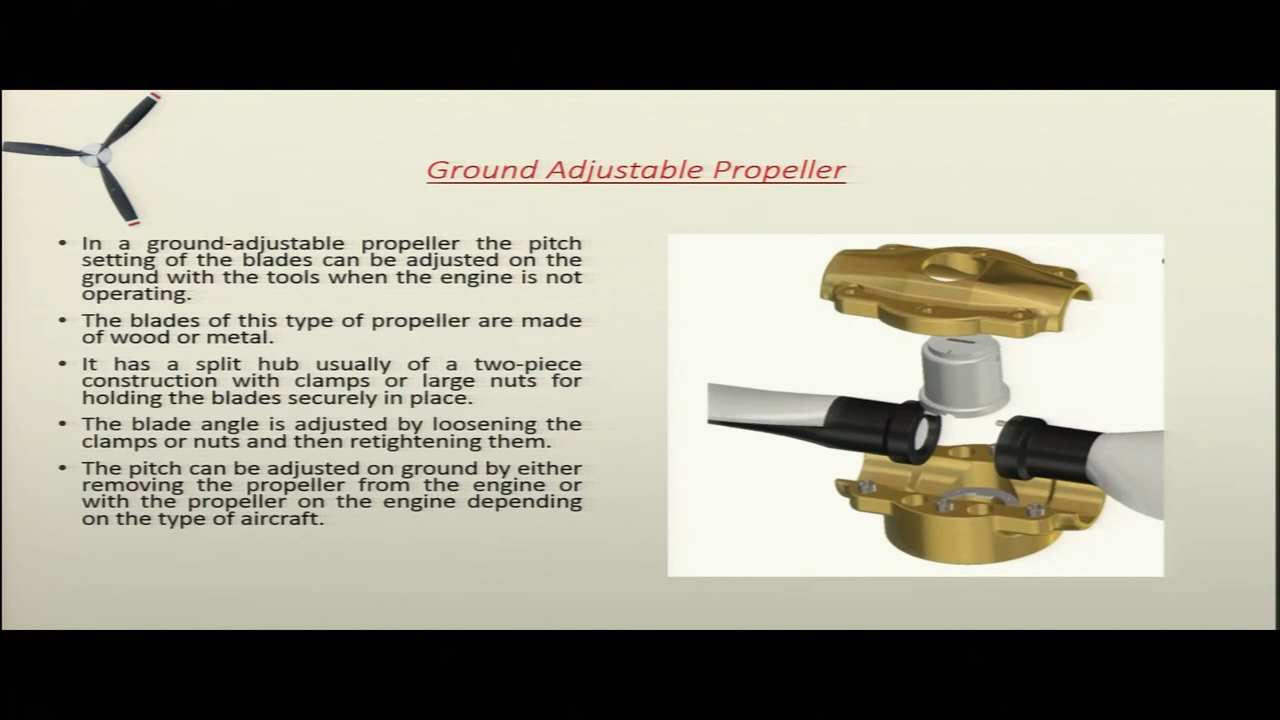 Ground Adjustable Propeller
• In a ground-adjustable propeller the pitch
setting of the blades can be adjusted on the
ground with the tools when the engine is not
operating.
• The blades of this type of propeller are made
of wood or metal.
• It has a split hub usually of a two-piece
construction with clamps or large nuts for
holding the blades securely in place.
• The blade angle is adjusted by loosening the
clamps or nuts and then retightening them.
• The pitch can be adjusted on ground by either
removing the propeller from the engine or
with the propeller on the engine depending
on the type of aircraft.